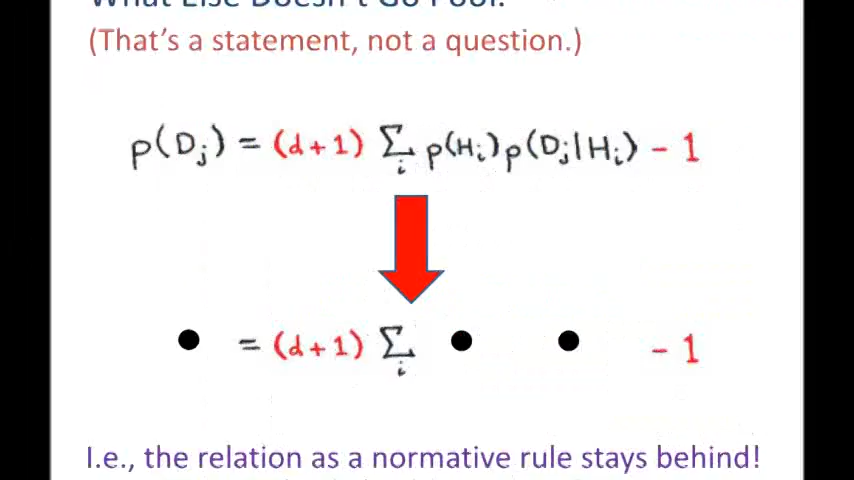 What Else Doesn't Go Poof.
(That's a statement, not a question.)
p(Dj) = (d+1) Σi p(Hi)p(Dj|Hi) - 1
• = (d+1) Σi • • - 1
I.e., the relation as a normative rule stays behind!